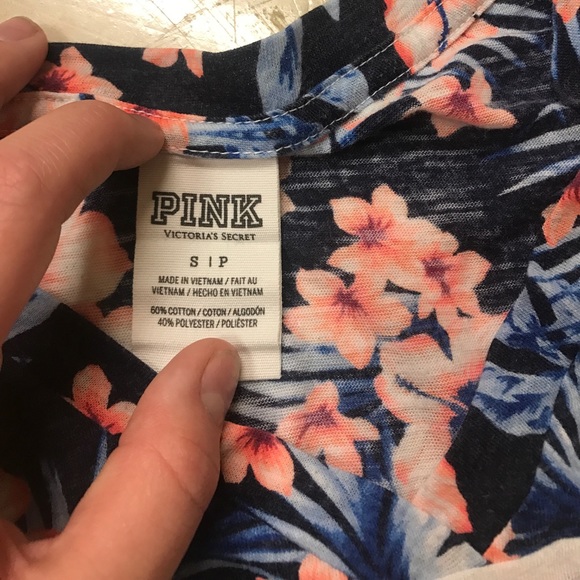 PINK
VICTORIA'S SECRET
S | P
MADE IN VIETNAM / FAIT AU
VIETNAM / HECHO EN VIETNAM
60% COTTON / COTON / ALGODÓN
40% POLYESTER / POLIÉSTER